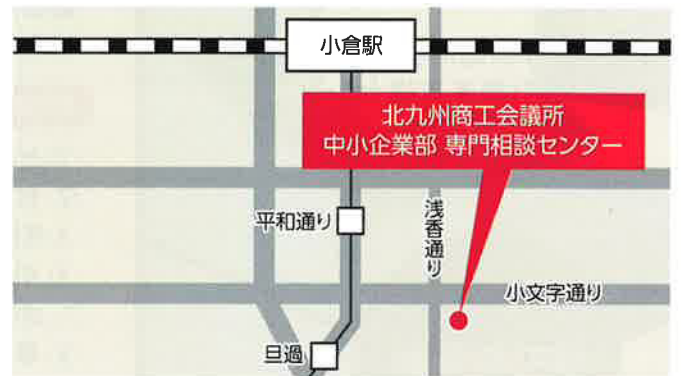 小倉駅
北九州商工会議所
中小企業部 専門相談センター
平和通り
浅香通り
小文字通り
旦過